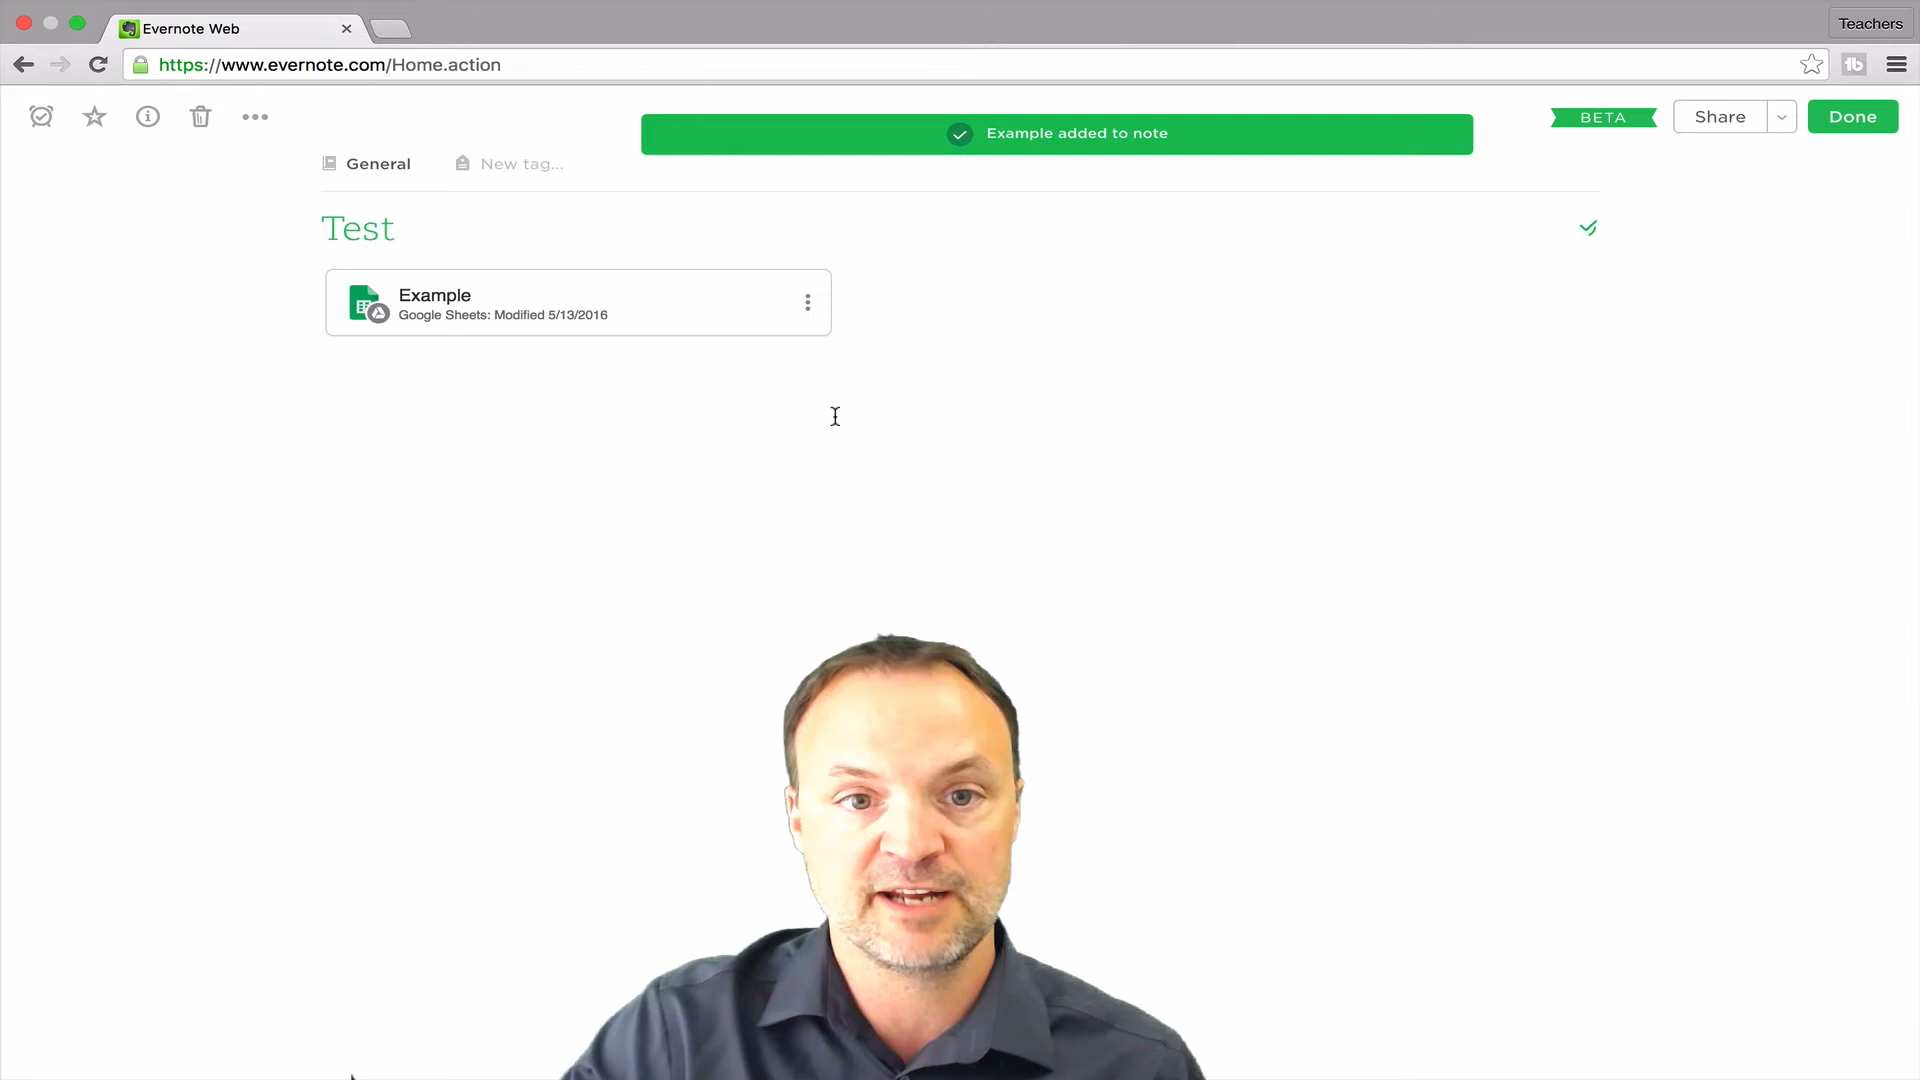 Evernote Web
Teachers
https://www.evernote.com/Home.action
Example added to note
BETA
Share
Done
General
New tag...
Test
Example
Google Sheets: Modified 5/13/2016